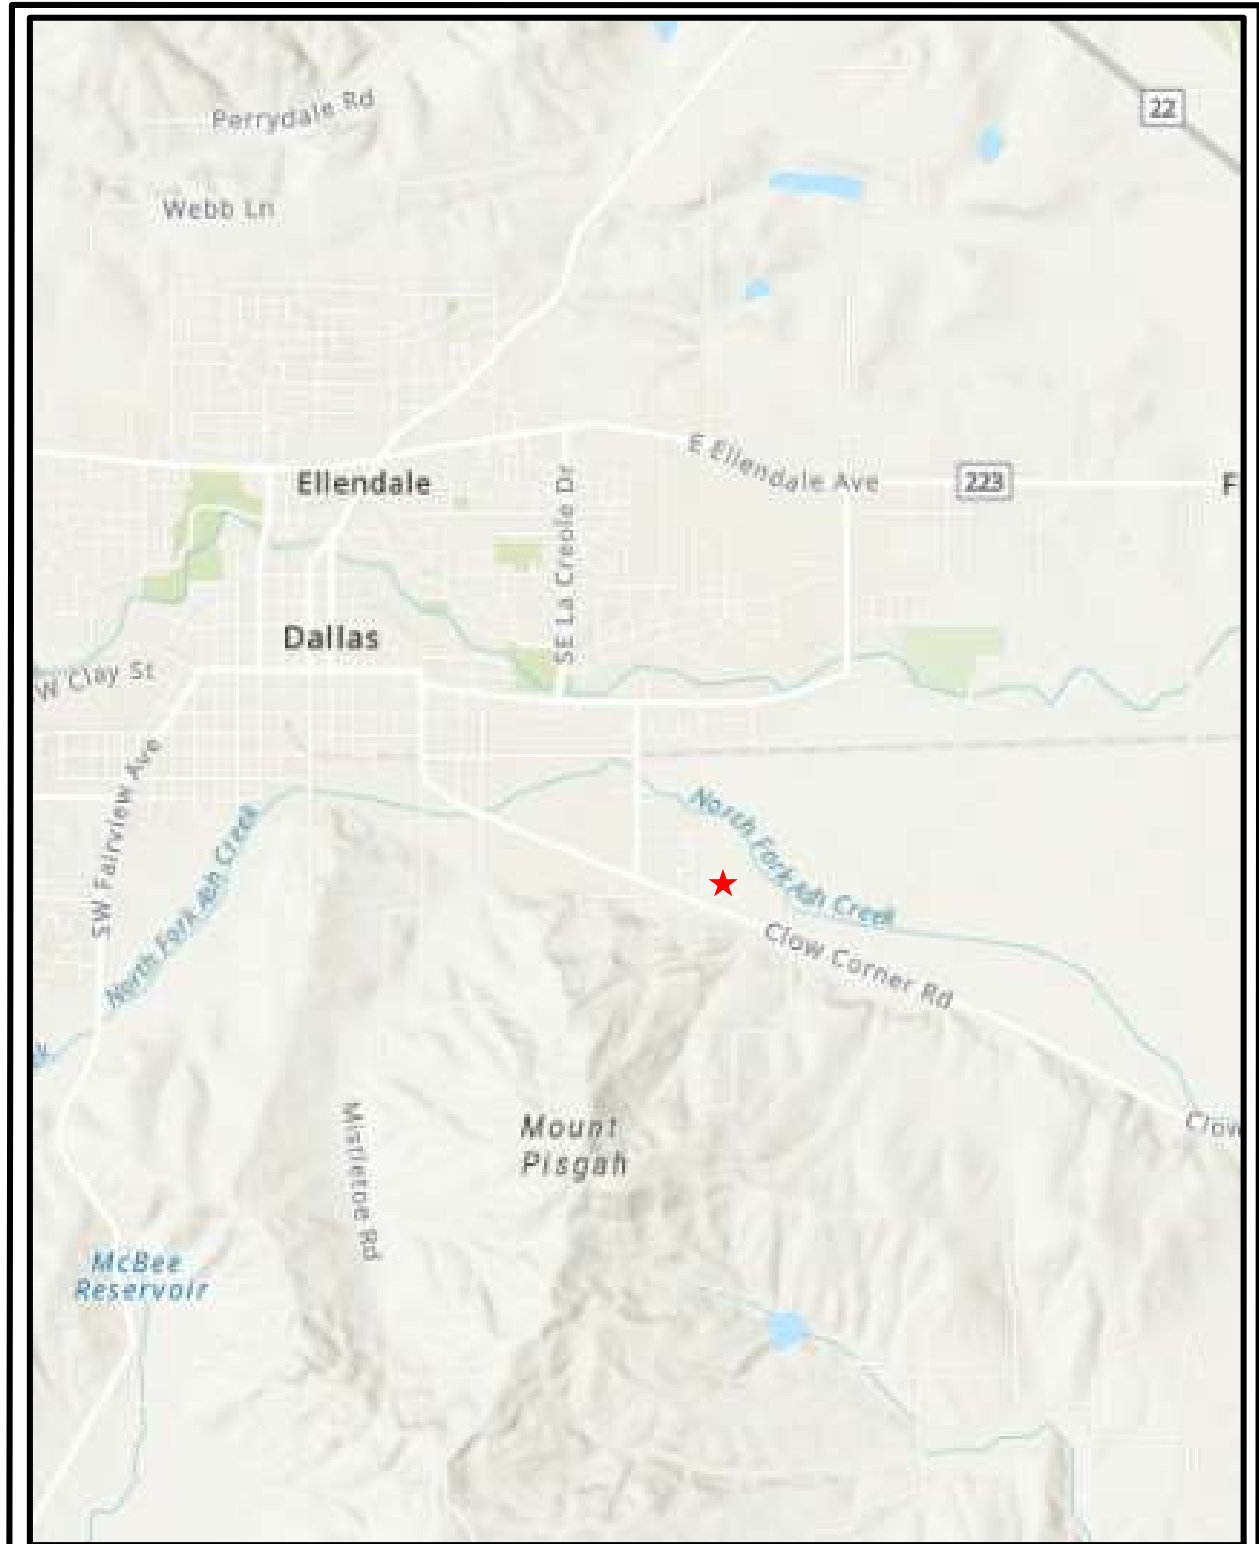 Perrydale Rd
22
Webb Ln
E Ellendale Ave
Ellendale
223
F
SE La Creole Dr
Dallas
W Clay St
SW Fairview Ave
North Fork Ash Creek
North Fork Ash Creek
Clow Corner Rd
Mistletoe Rd
Mount
Pisgah
Clow
McBee
Reservoir